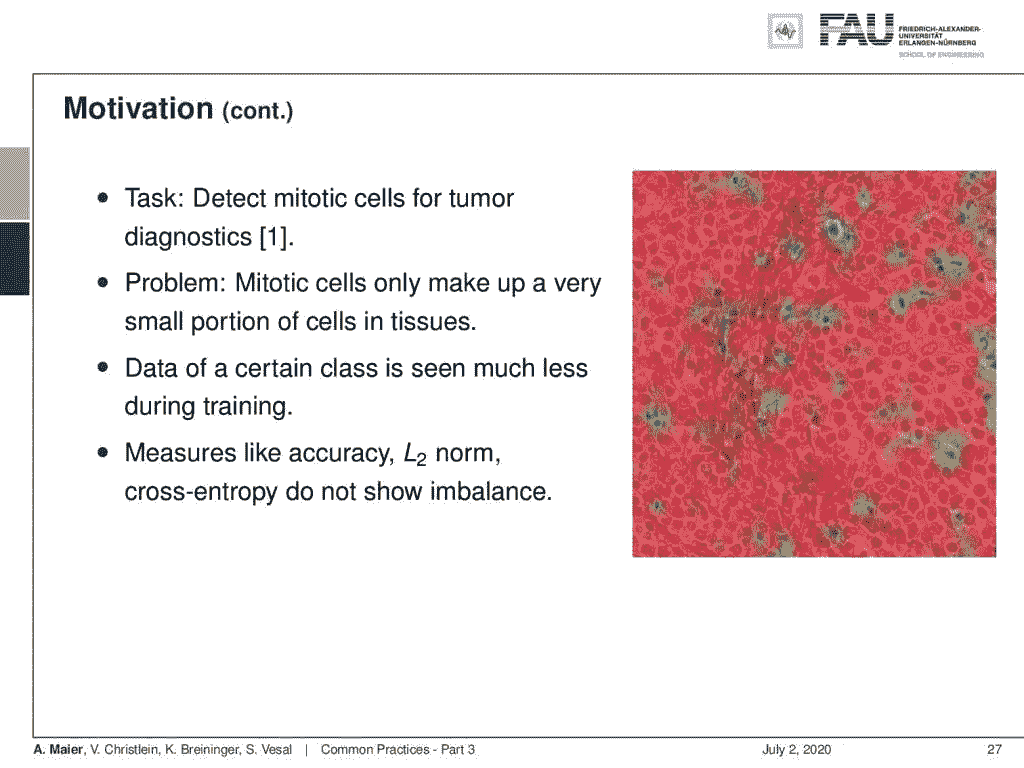 FAU
FRIEDRICH-ALEXANDER-
UNIVERSITÄT
ERLANGEN-NÜRNBERG
SCHOOL OF ENGINEERING
Motivation (cont.)
• Task: Detect mitotic cells for tumor
diagnostics [1].
• Problem: Mitotic cells only make up a very
small portion of cells in tissues.
• Data of a certain class is seen much less
during training.
• Measures like accuracy, L₂ norm,
cross-entropy do not show imbalance.
A. Maier, V. Christlein, K. Breininger, S. Vesal | Common Practices - Part 3 July 2, 2020 27